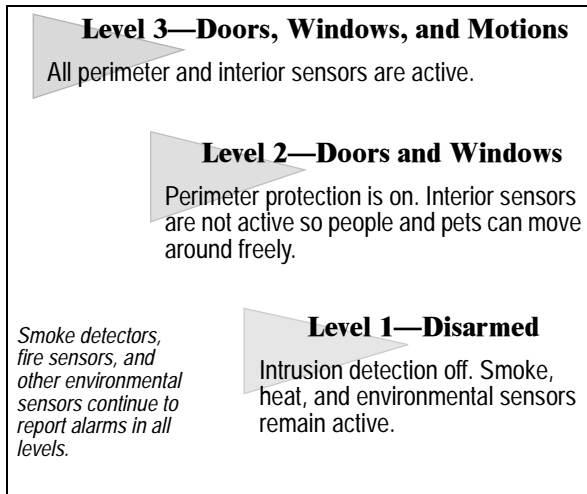 Level 3—Doors, Windows, and Motions
All perimeter and interior sensors are active.
Level 2—Doors and Windows
Perimeter protection is on. Interior sensors
are not active so people and pets can move
around freely.
Level 1—Disarmed
Intrusion detection off. Smoke,
heat, and environmental sensors
remain active.
Smoke detectors,
fire sensors, and
other environmental
sensors continue to
report alarms in all
levels.